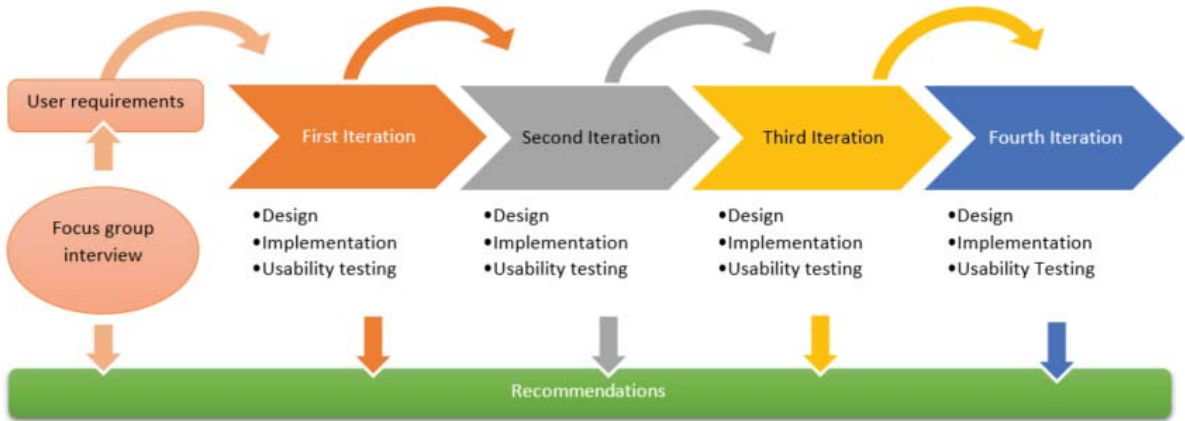 User requirements
Focus group
interview
First Iteration
•Design
•Implementation
•Usability testing
Second Iteration
•Design
•Implementation
•Usability testing
Third Iteration
•Design
•Implementation
•Usability testing
Fourth Iteration
•Design
•Implementation
•Usability Testing
Recommendations